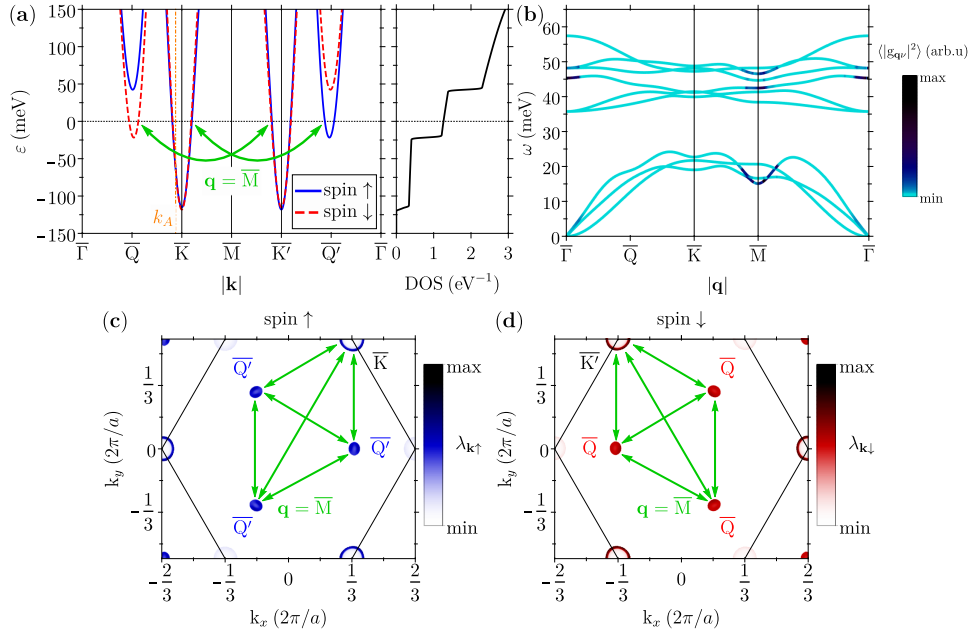 (a)
150
100
50
0
−50
−100
−150
ε (meV)
q = M̅
k_A
spin ↑
spin ↓
Γ̅ Q̅ K̅ M̅ K̅′ Q̅′ Γ̅
|k|
0 1 2 3
DOS (eV⁻¹)
(b)
65
60
50
40
30
20
10
0
ω (meV)
Γ̅ Q̅ K̅ M̅ Γ̅
|q|
⟨|g_qν|²⟩ (arb.u)
max
min
(c)
spin ↑
K̅
Q̅′
Q̅′
Q̅′
q = M̅
1/3
0
−1/3
k_y (2π/a)
−2/3 −1/3 0 1/3 2/3
k_x (2π/a)
max
λ_k↑
min
(d)
spin ↓
K̅′
Q̅
Q̅
Q̅
q = M̅
1/3
0
−1/3
k_y (2π/a)
−2/3 −1/3 0 1/3 2/3
k_x (2π/a)
max
λ_k↓
min